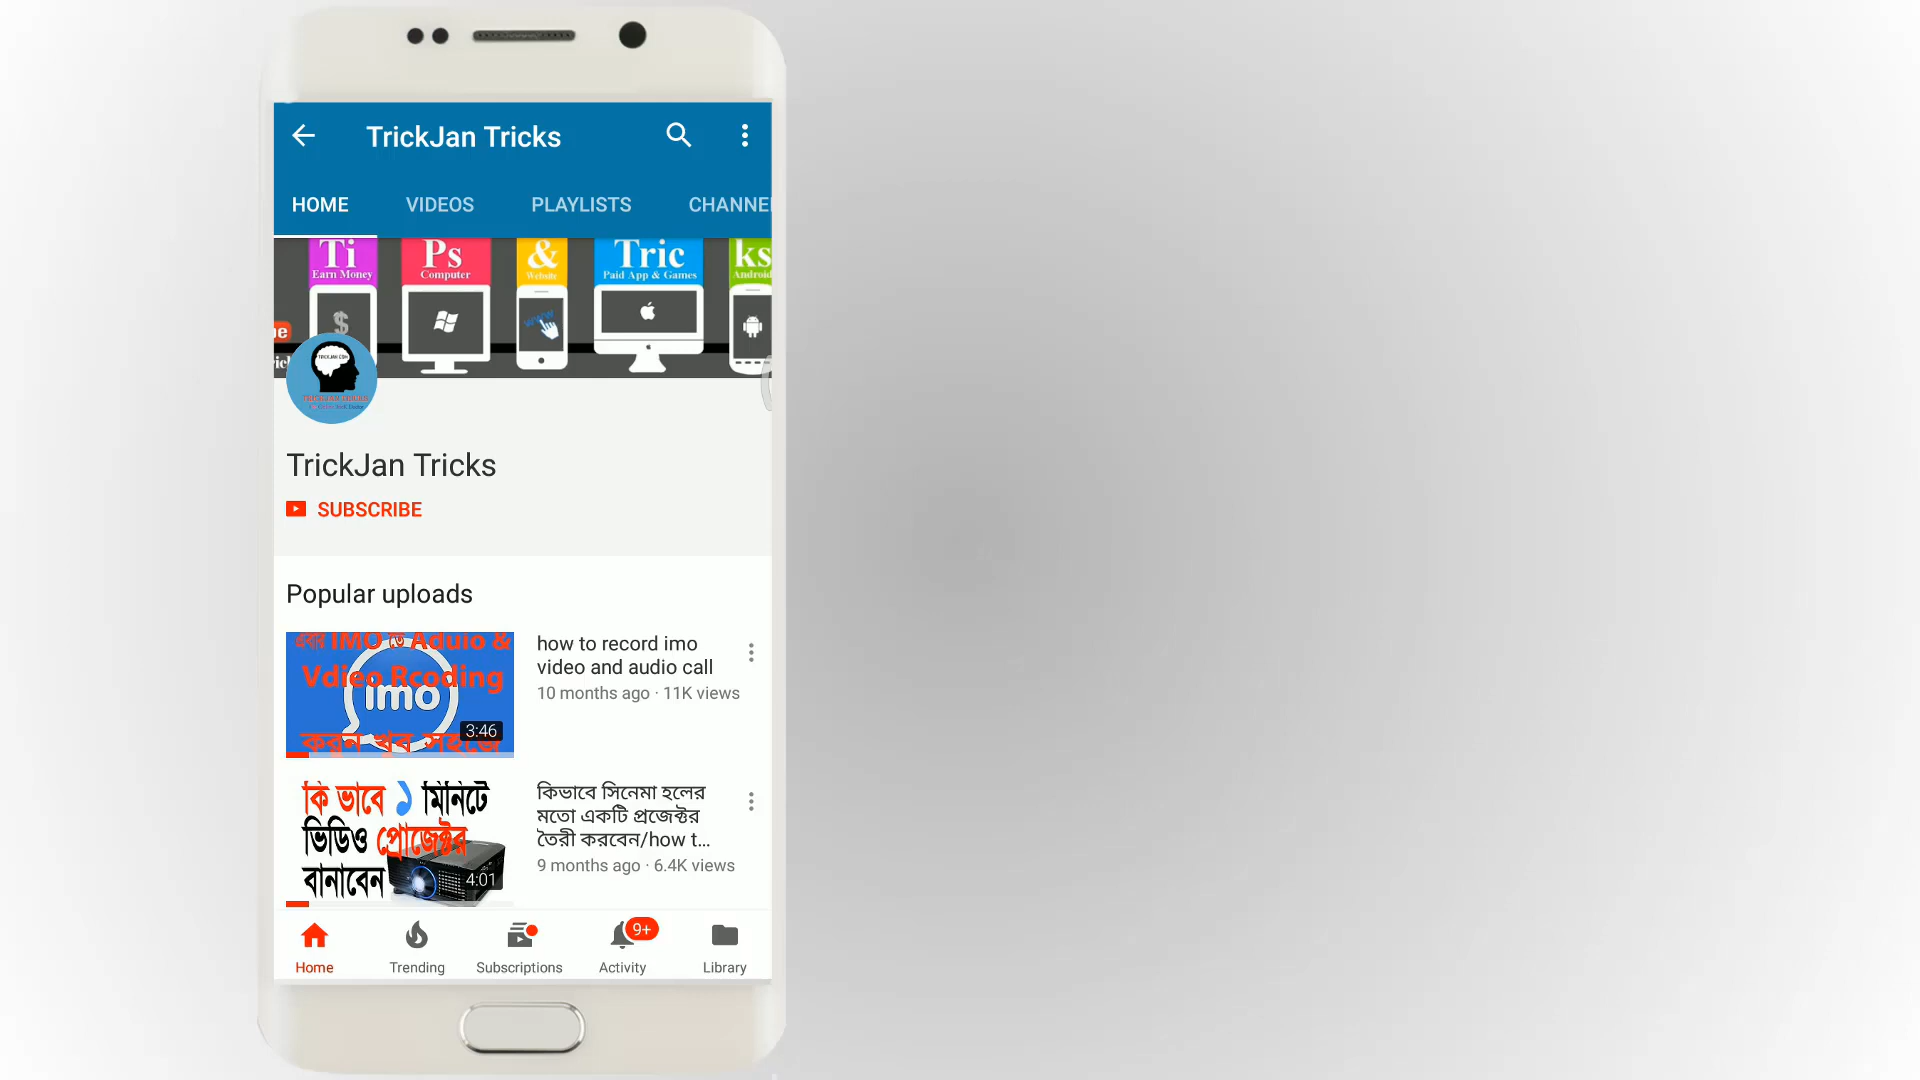 TrickJan Tricks
HOME VIDEOS PLAYLISTS CHANNE
Ti Ps & Tric ks
Earn Money Computer Website Paid App & Games Android
$
www
TRICKJAN.COM
TrickJan Tricks
SUBSCRIBE
Popular uploads
এবার IMO তে Aduio &
Vdieo Rcoding
imo
3:46
করুন খুব সহজে
how to record imo
video and audio call
10 months ago · 11K views
কি ভাবে ১ মিনিটে
ভিডিও প্রোজেক্টর
বানাবেন
4:01
কিভাবে সিনেমা হলের
মতো একটি প্রজেক্টর
তৈরী করবেন/how t...
9 months ago · 6.4K views
9+
Home Trending Subscriptions Activity Library